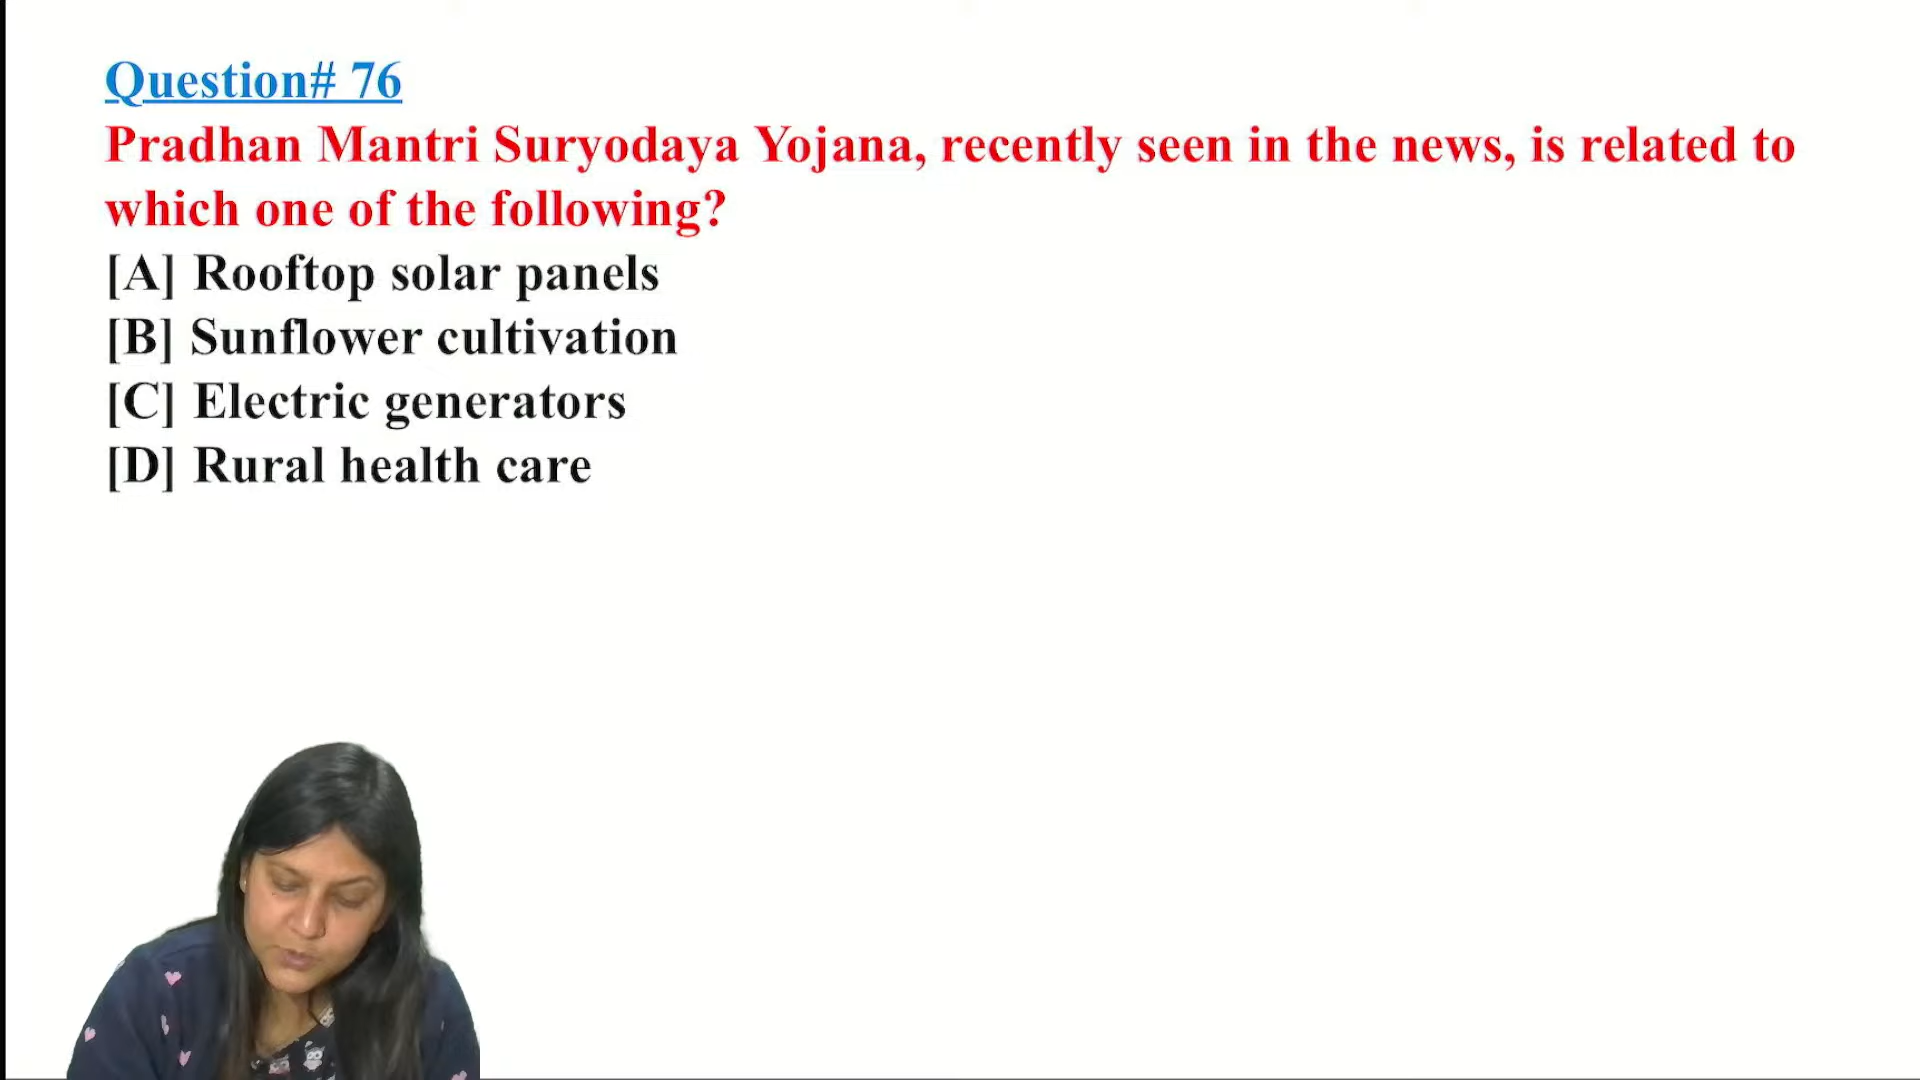 Question# 76
Pradhan Mantri Suryodaya Yojana, recently seen in the news, is related to
which one of the following?
[A] Rooftop solar panels
[B] Sunflower cultivation
[C] Electric generators
[D] Rural health care